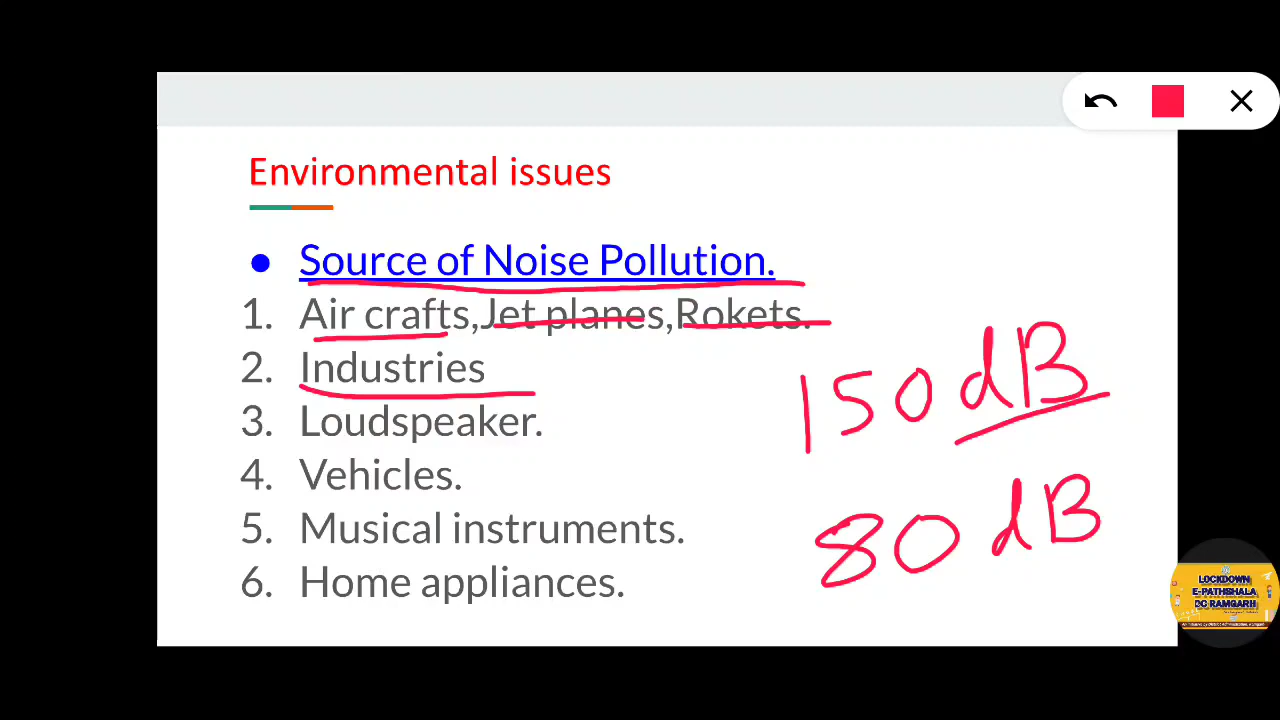 Environmental issues
● Source of Noise Pollution.
1. Air crafts,Jet planes,Rokets.
2. Industries
3. Loudspeaker.
4. Vehicles.
5. Musical instruments.
6. Home appliances.
150 dB
80 dB
LOCKDOWN
E-PATHSHALA
DC RAMGARH